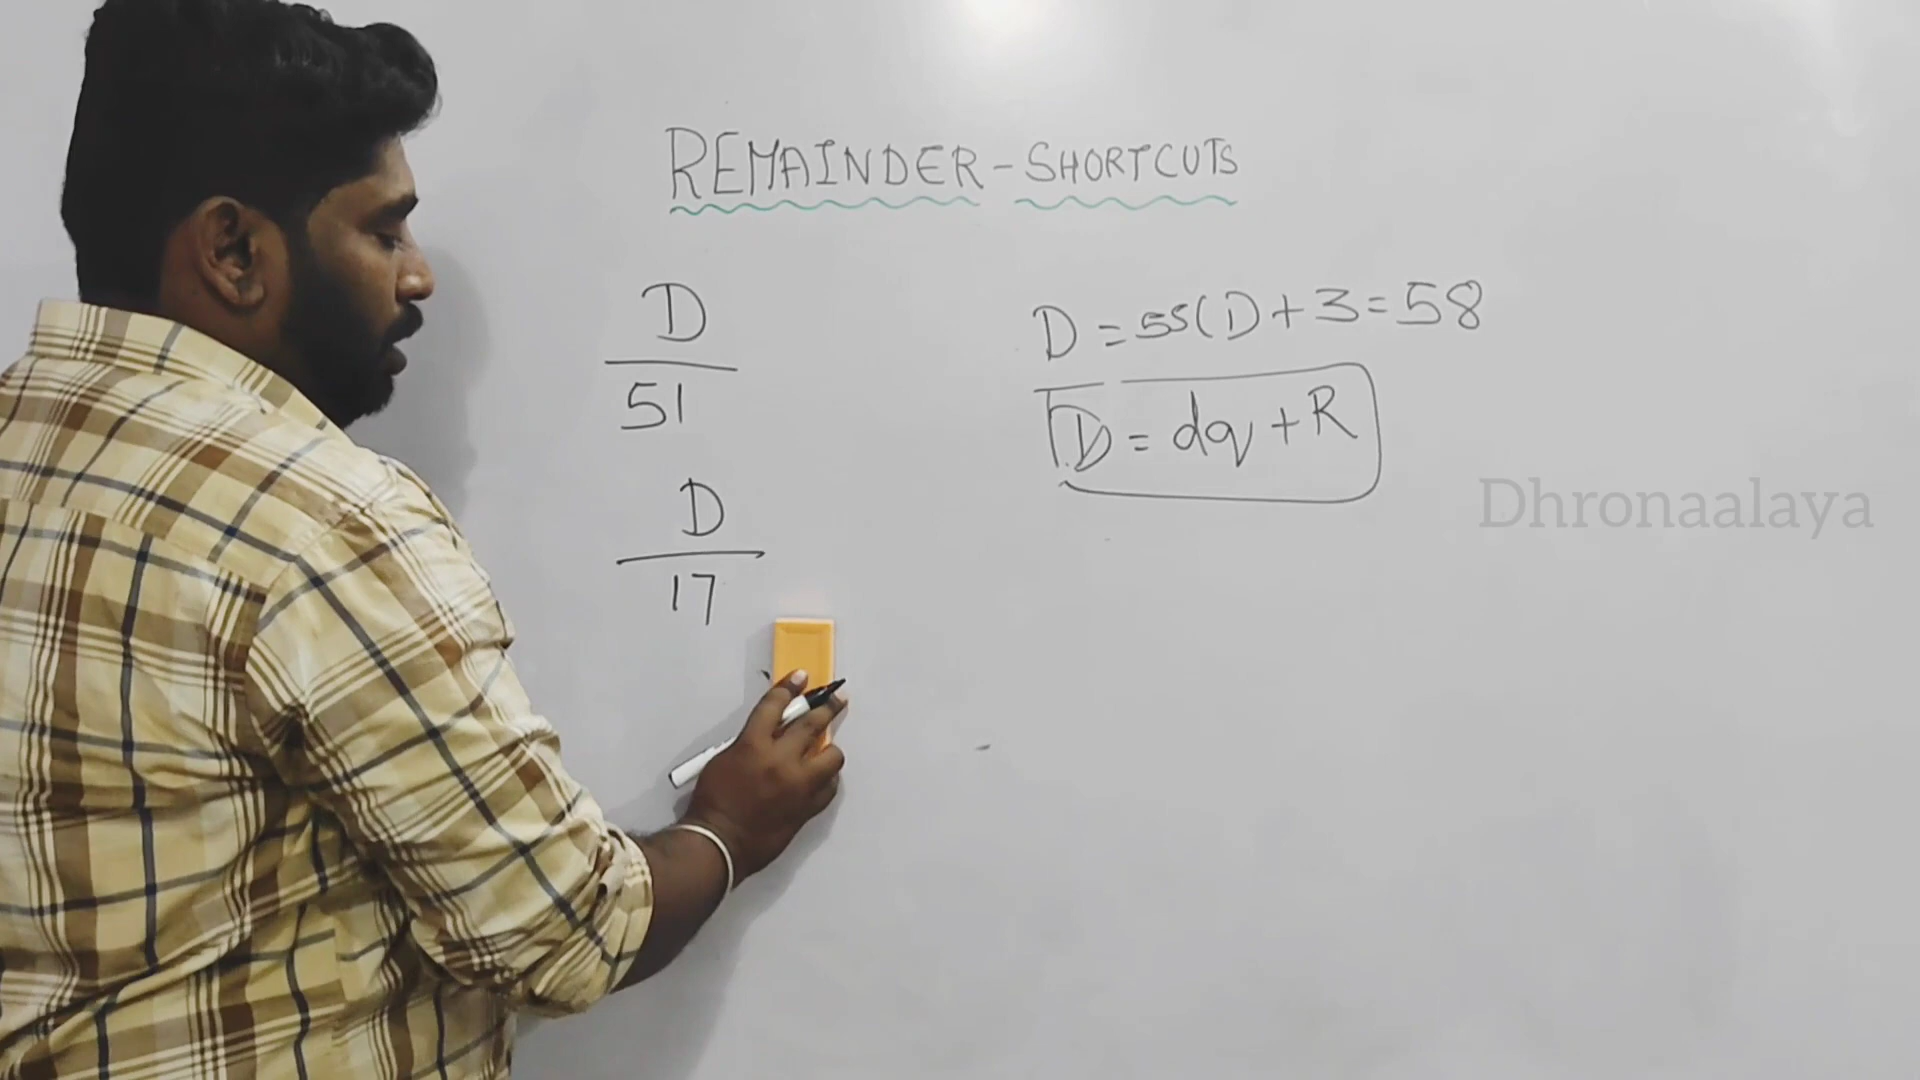 REMAINDER - SHORTCUTS
D
51
D
17
D = 55(1) + 3 = 58
D = dq + R
Dhronaalaya